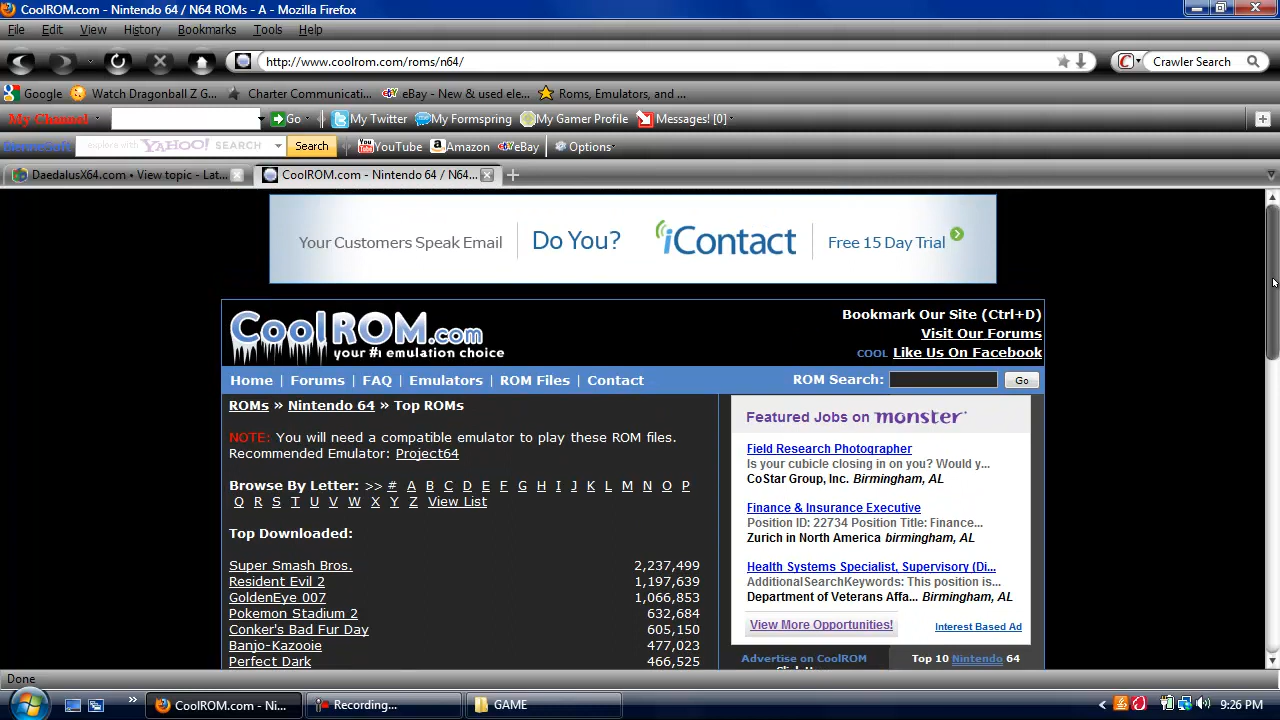 CoolROM.com - Nintendo 64 / N64 ROMs - A - Mozilla Firefox
File Edit View History Bookmarks Tools Help
http://www.coolrom.com/roms/n64/
Crawler Search
Google Watch Dragonball Z G... Charter Communicati... eBay - New & used ele... Roms, Emulators, and ...
My Channel Go My Twitter My Formspring My Gamer Profile Messages! [0]
explore with YAHOO! SEARCH Search YouTube Amazon eBay Options
DaedalusX64.com • View topic - Lat... CoolROM.com - Nintendo 64 / N64...
Your Customers Speak Email Do You? iContact Free 15 Day Trial
CoolROM.com
your #1 emulation choice
Bookmark Our Site (Ctrl+D)
Visit Our Forums
COOL Like Us On Facebook
Home | Forums | FAQ | Emulators | ROM Files | Contact
ROM Search: Go
ROMs » Nintendo 64 » Top ROMs
NOTE: You will need a compatible emulator to play these ROM files.
Recommended Emulator: Project64
Browse By Letter: >> # A B C D E F G H I J K L M N O P
Q R S T U V W X Y Z View List
Top Downloaded:
Super Smash Bros. 2,237,499
Resident Evil 2 1,197,639
GoldenEye 007 1,066,853
Pokemon Stadium 2 632,684
Conker's Bad Fur Day 605,150
Banjo-Kazooie 477,023
Perfect Dark 466,525
Featured Jobs on monster
Field Research Photographer
Is your cubicle closing in on you? Would y...
CoStar Group, Inc. Birmingham, AL
Finance & Insurance Executive
Position ID: 22734 Position Title: Finance...
Zurich in North America birmingham, AL
Health Systems Specialist, Supervisory (Di...
AdditionalSearchKeywords: This position is...
Department of Veterans Affa... Birmingham, AL
View More Opportunities!
Interest Based Ad
Advertise on CoolROM
Top 10 Nintendo 64
Done
CoolROM.com - Ni... Recording... GAME
9:26 PM